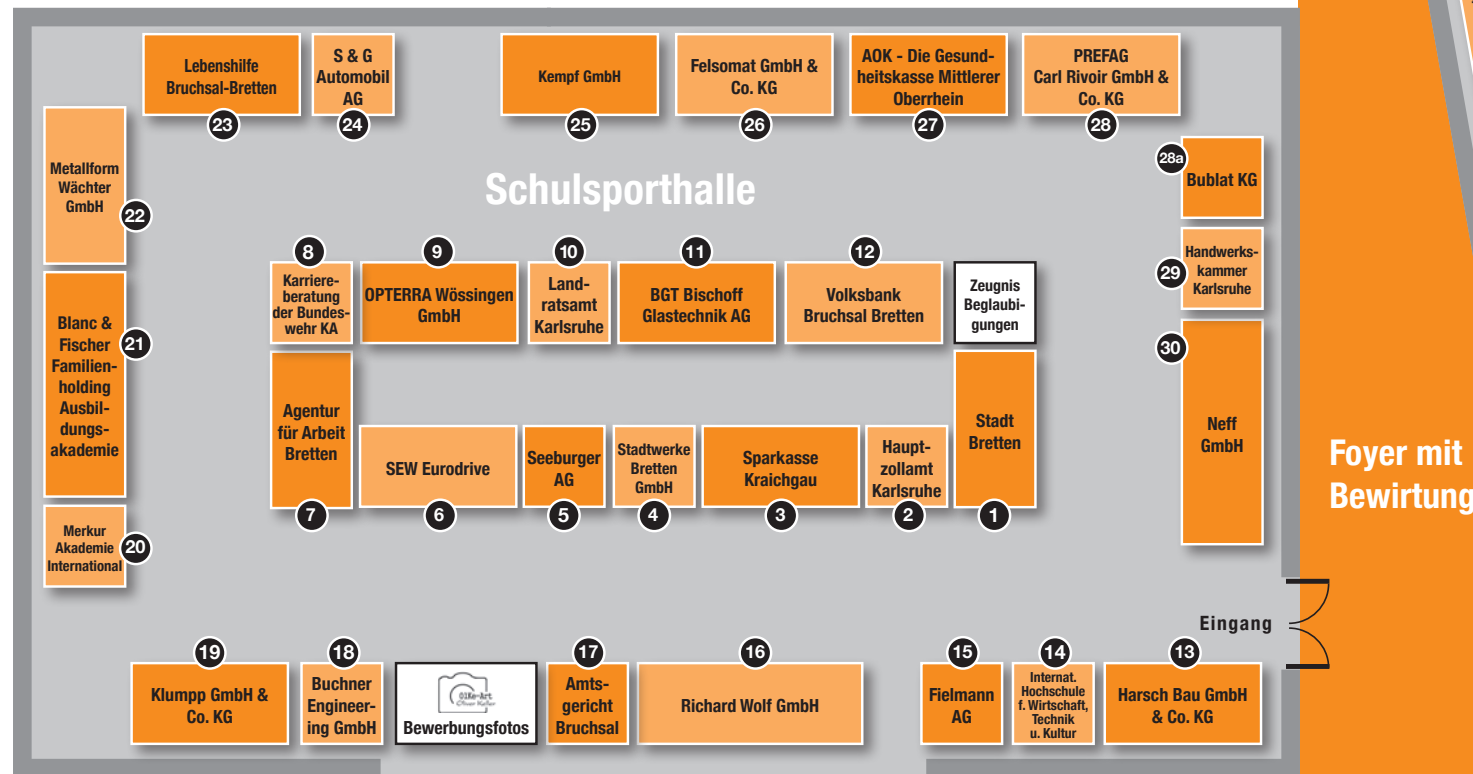 Lebenshilfe
Bruchsal-Bretten
23
S & G
Automobil
AG
24
Kempf GmbH
25
Felsomat GmbH &
Co. KG
26
AOK - Die Gesund-
heitskasse Mittlerer
Oberrhein
27
PREFAG
Carl Rivoir GmbH &
Co. KG
28
Metallform
Wächter
GmbH
22
Schulsporthalle
28a
Bublat KG
Handwerks-
kammer
Karlsruhe
29
8
Karriere-
beratung
der Bundes-
wehr KA
9
OPTERRA Wössingen
GmbH
10
Land-
ratsamt
Karlsruhe
11
BGT Bischoff
Glastechnik AG
12
Volksbank
Bruchsal Bretten
Zeugnis
Beglaubi-
gungen
Blanc &
Fischer
Familien-
holding
Ausbil-
dungs-
akademie
21
30
Neff
GmbH
Agentur
für Arbeit
Bretten
7
SEW Eurodrive
6
Seeburger
AG
5
Stadtwerke
Bretten
GmbH
4
Sparkasse
Kraichgau
3
Haupt-
zollamt
Karlsruhe
2
Stadt
Bretten
1
Foyer mit
Bewirtung
Merkur
Akademie
International
20
Eingang
19
Klumpp GmbH &
Co. KG
18
Buchner
Engineer-
ing GmbH
OlKe-Art
Oliver Keller
Bewerbungsfotos
17
Amts-
gericht
Bruchsal
16
Richard Wolf GmbH
15
Fielmann
AG
14
Internat.
Hochschule
f. Wirtschaft,
Technik
u. Kultur
13
Harsch Bau GmbH
& Co. KG